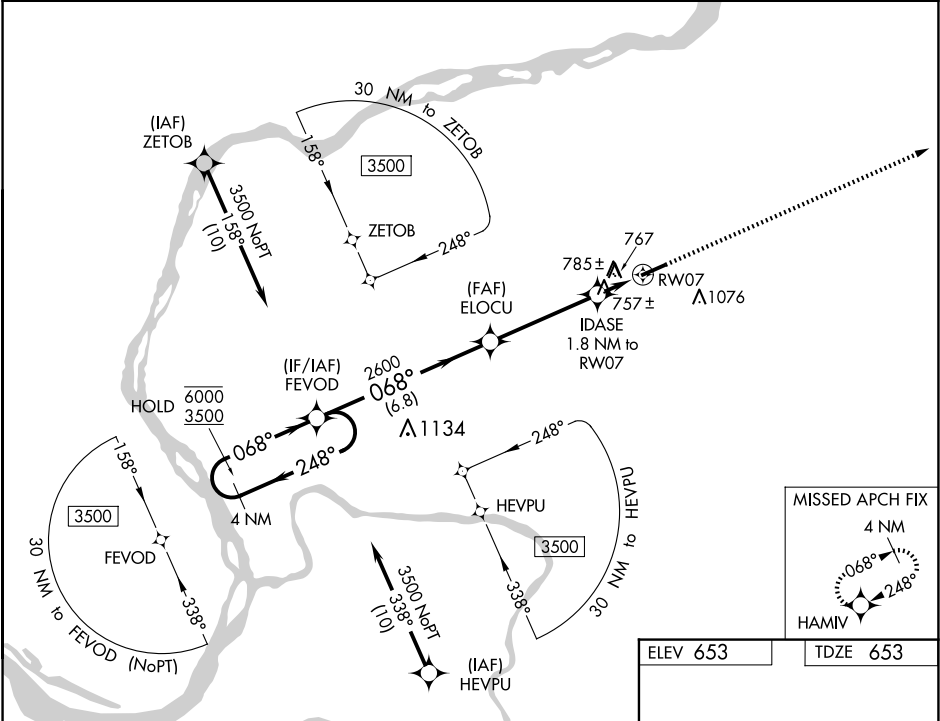 (IAF)
ZETOB
3500 NoPT
158°
(10)
30 NM to ZETOB
158°
3500
ZETOB
248°
785±
767
RW07
757±
1076
(FAF)
ELOCU
IDASE
1.8 NM to
RW07
(IF/IAF)
FEVOD
2600
068°
(6.8)
HOLD
6000
3500
068°
248°
4 NM
1134
158°
3500
FEVOD
338°
30 NM to FEVOD (NoPT)
248°
HEVPU
3500
338°
30 NM to HEVPU
3500 NoPT
338°
(10)
(IAF)
HEVPU
MISSED APCH FIX
4 NM
068°
248°
HAMIV
ELEV 653
TDZE 653